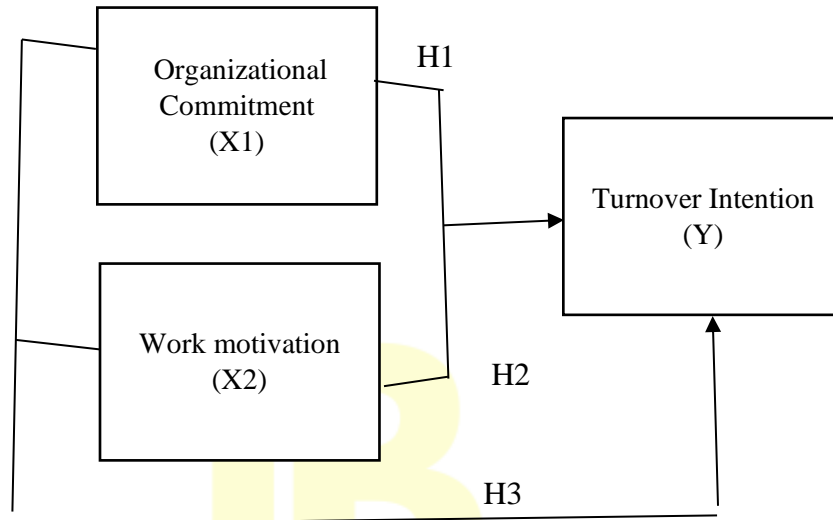 Organizational
Commitment
(X1)
H1
Turnover Intention
(Y)
Work motivation
(X2)
H2
H3